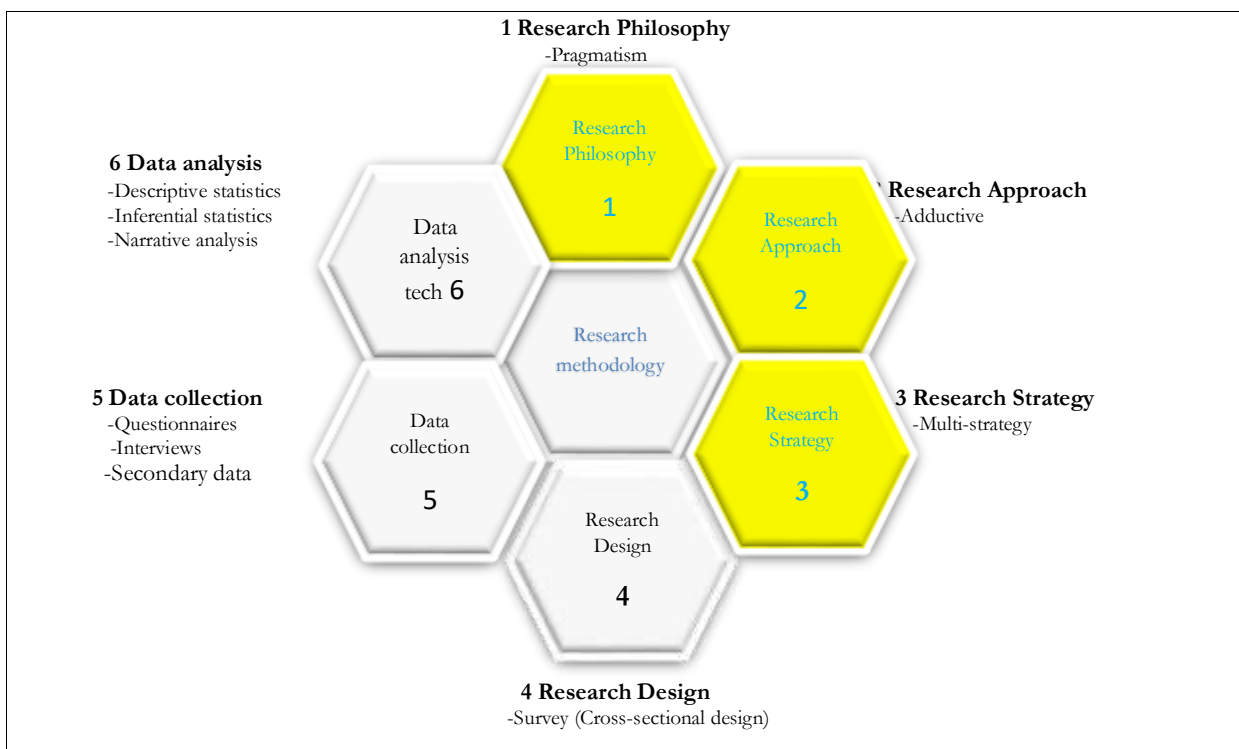 1 Research Philosophy
-Pragmatism
Research
Philosophy
1
6 Data analysis
-Descriptive statistics
-Inferential statistics
-Narrative analysis
Data
analysis
tech 6
Research Approach
-Adductive
Research
Approach
2
Research
methodology
5 Data collection
-Questionnaires
-Interviews
-Secondary data
Data
collection
5
3 Research Strategy
-Multi-strategy
Research
Strategy
3
Research
Design
4
4 Research Design
-Survey (Cross-sectional design)